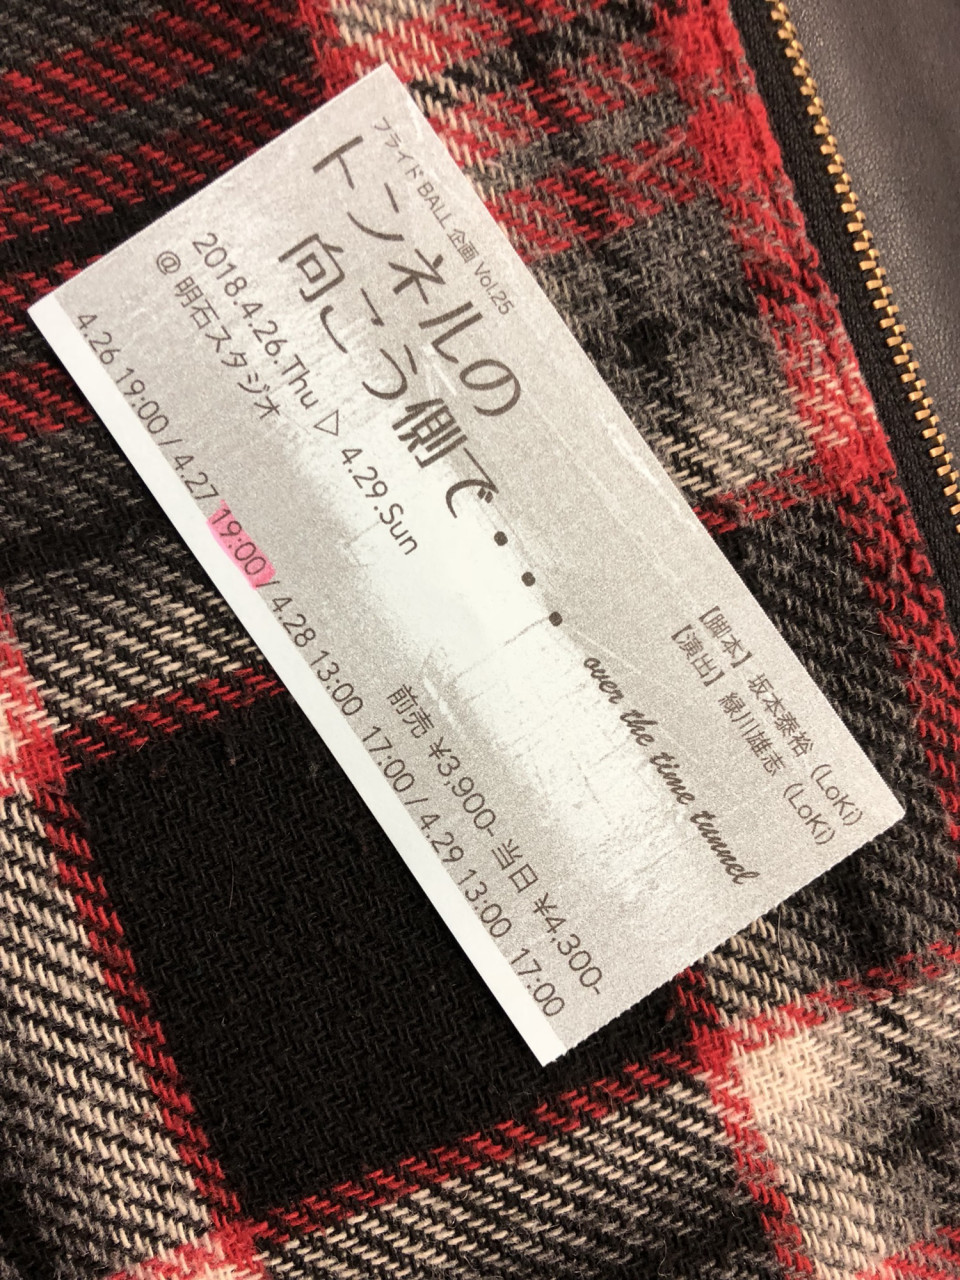 フライドBALL企画 Vol.25
トンネルの
向こう側で・・・
over the time tunnel
2018.4.26.Thu ▷ 4.29.Sun
@ 明石スタジオ
【脚本】坂本泰裕（LoKi）
【演出】緑川雄志（LoKi）
前売 ¥3,900- 当日 ¥4,300-
4.26 19:00 / 4.27 19:00 / 4.28 13:00 17:00 / 4.29 13:00 17:00